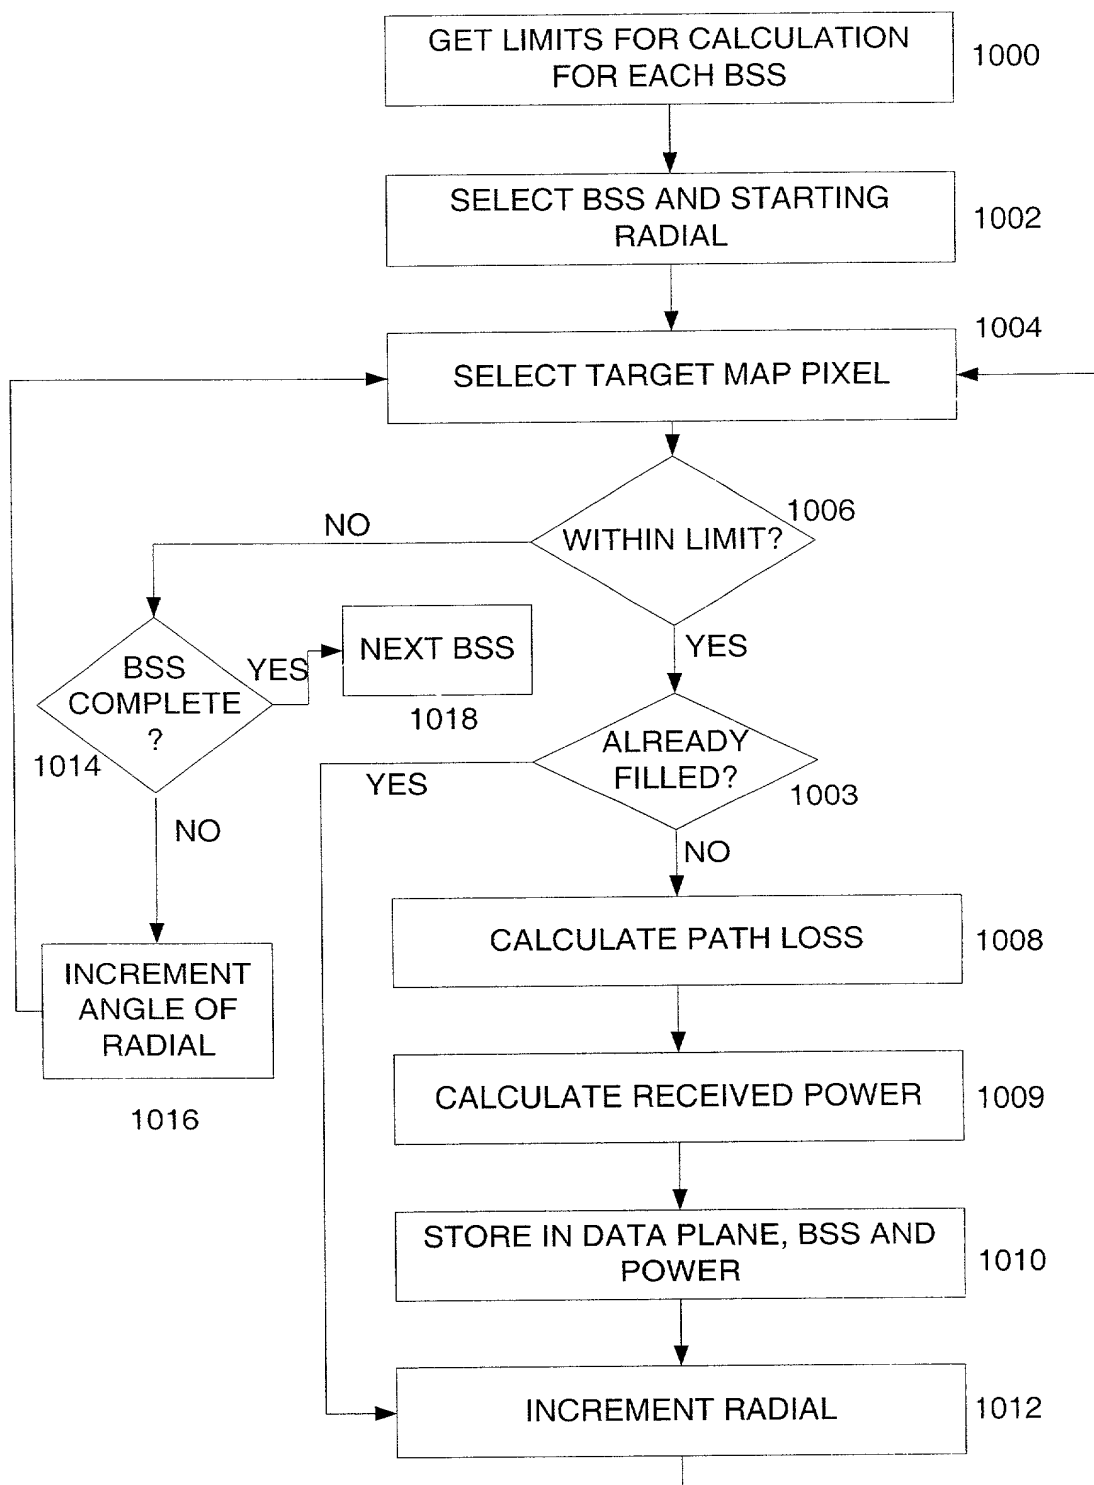 GET LIMITS FOR CALCULATION
FOR EACH BSS
1000
SELECT BSS AND STARTING
RADIAL
1002
1004
SELECT TARGET MAP PIXEL
1006
WITHIN LIMIT?
NO
YES
BSS
COMPLETE
?
1014
YES
NEXT BSS
1018
ALREADY
FILLED?
1003
YES
NO
NO
CALCULATE PATH LOSS
1008
INCREMENT
ANGLE OF
RADIAL
1016
CALCULATE RECEIVED POWER
1009
STORE IN DATA PLANE, BSS AND
POWER
1010
INCREMENT RADIAL
1012